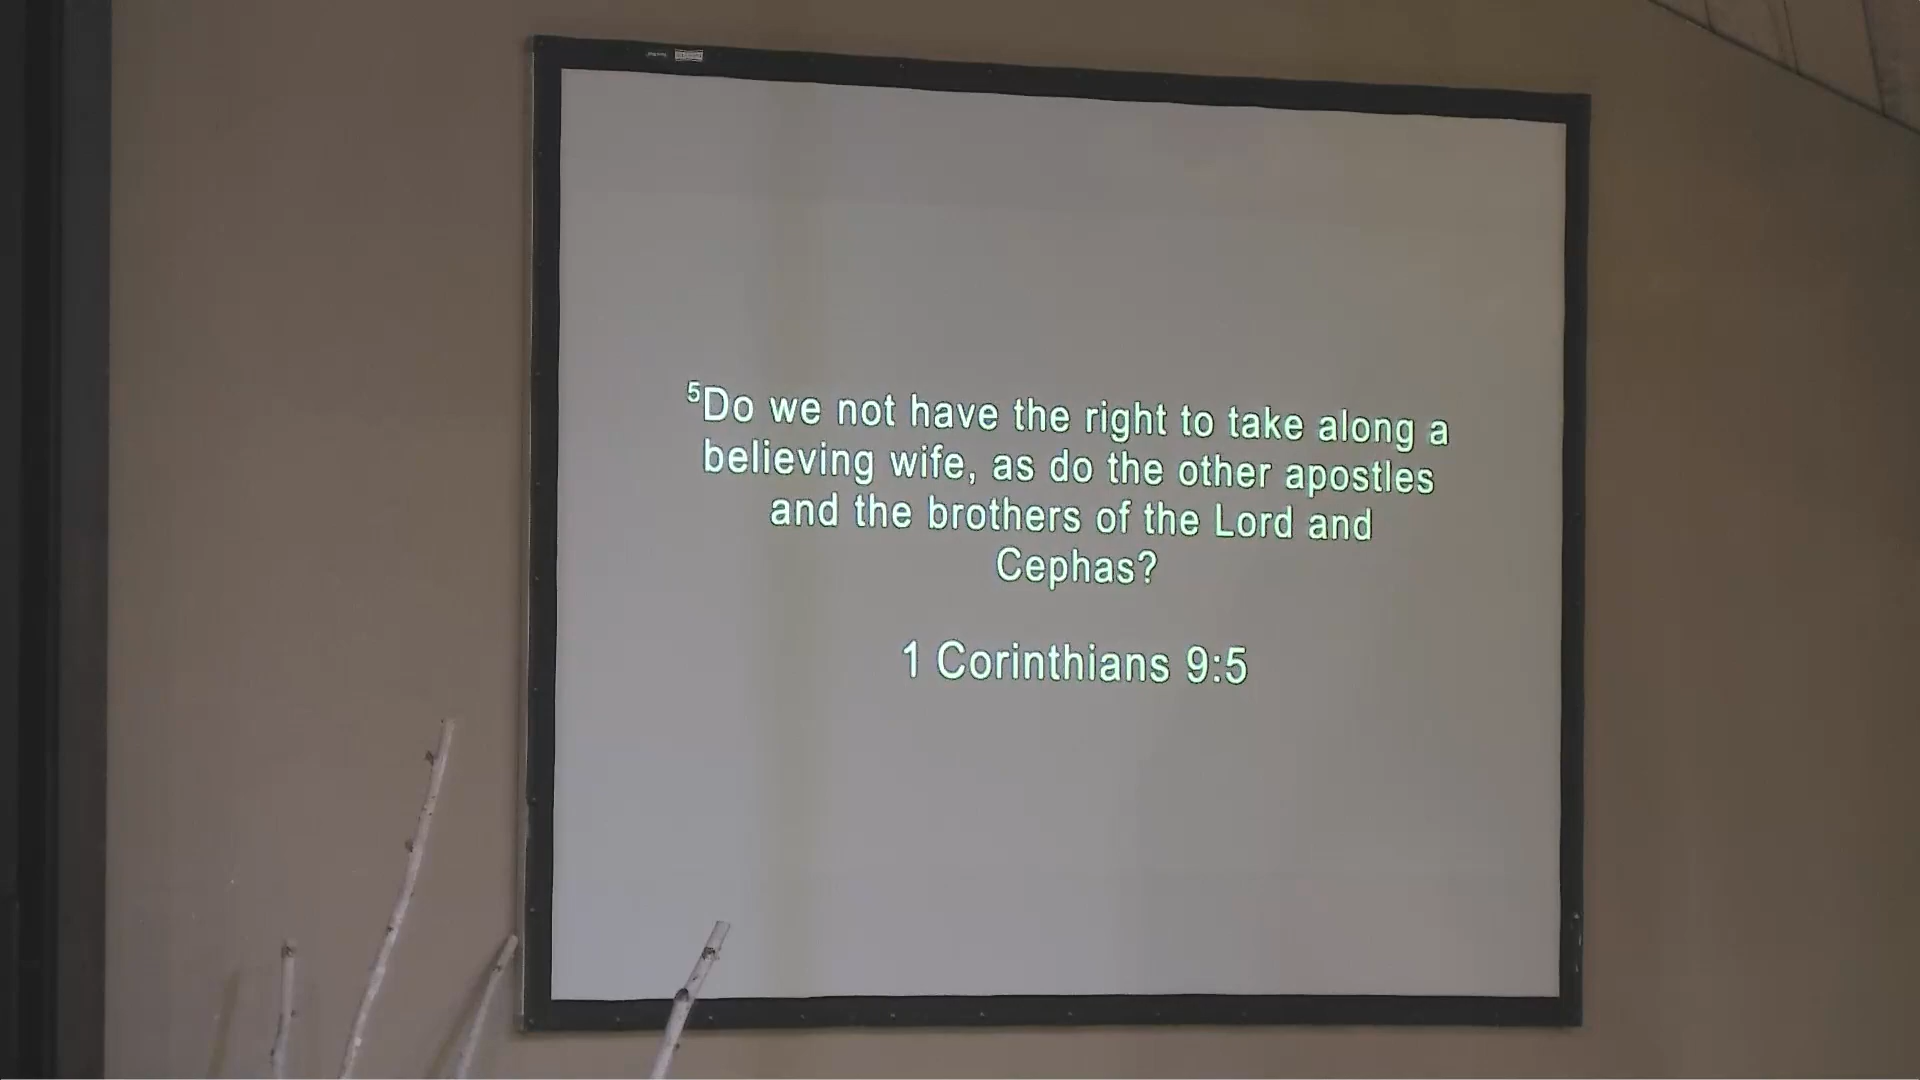 ⁵Do we not have the right to take along a
believing wife, as do the other apostles
and the brothers of the Lord and
Cephas?
1 Corinthians 9:5